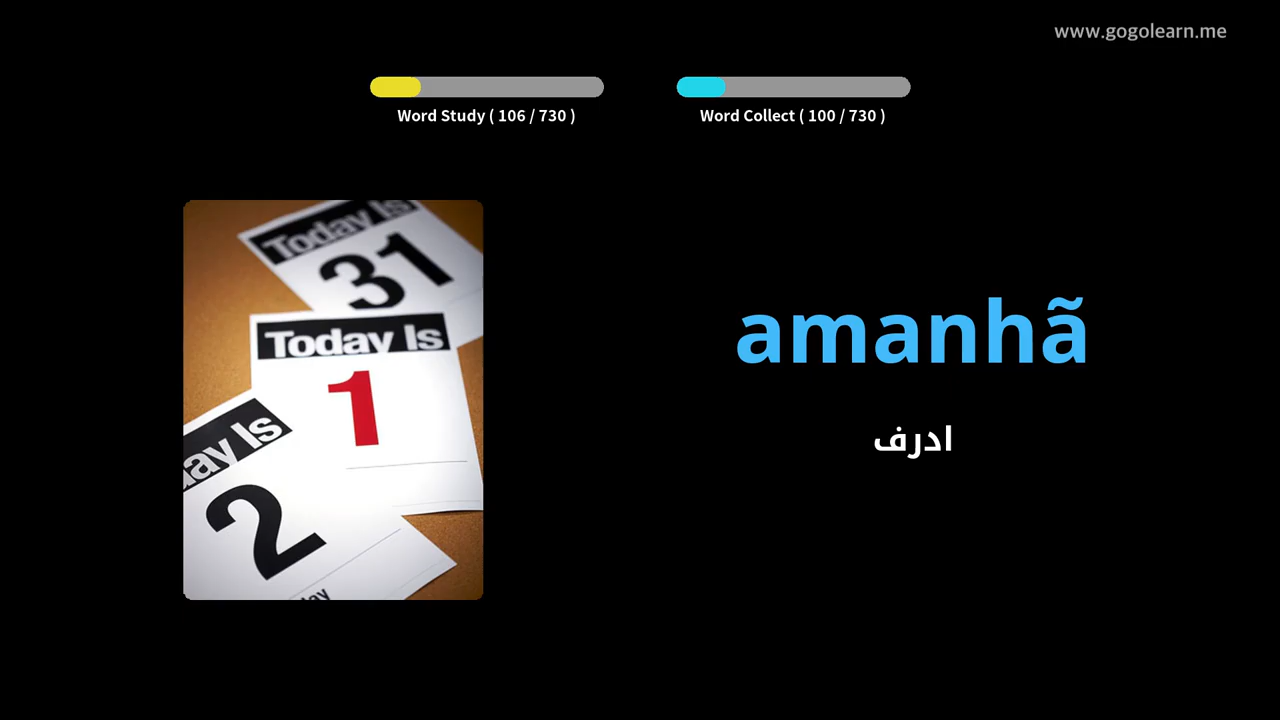 www.gogolearn.me
Word Study ( 106 / 730 )
Word Collect ( 100 / 730 )
Today Is
31
Today Is
1
ay Is
2
ay
amanhã
ادرف